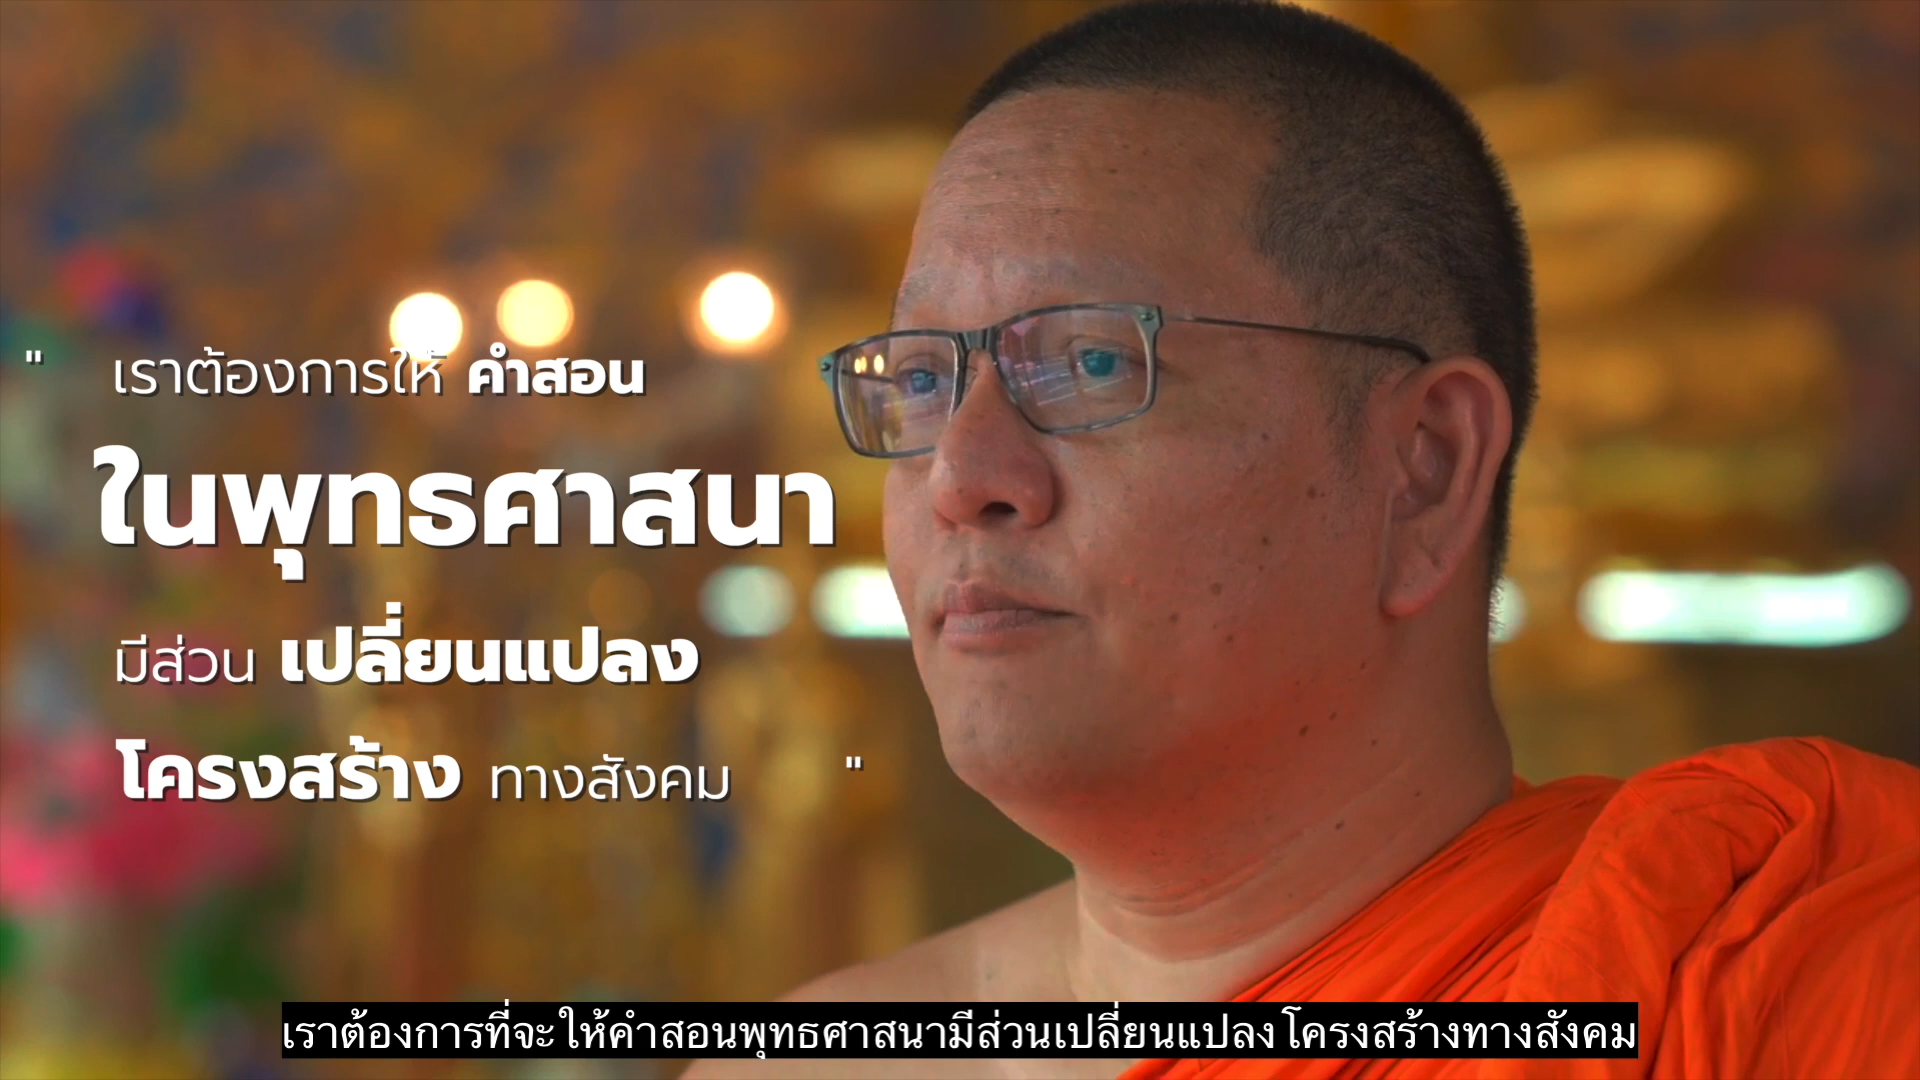 " เราต้องการให้ คำสอน
ในพุทธศาสนา
มีส่วน เปลี่ยนแปลง
โครงสร้าง ทางสังคม "
เราต้องการที่จะให้คำสอนพุทธศาสนามีส่วนเปลี่ยนแปลงโครงสร้างทางสังคม